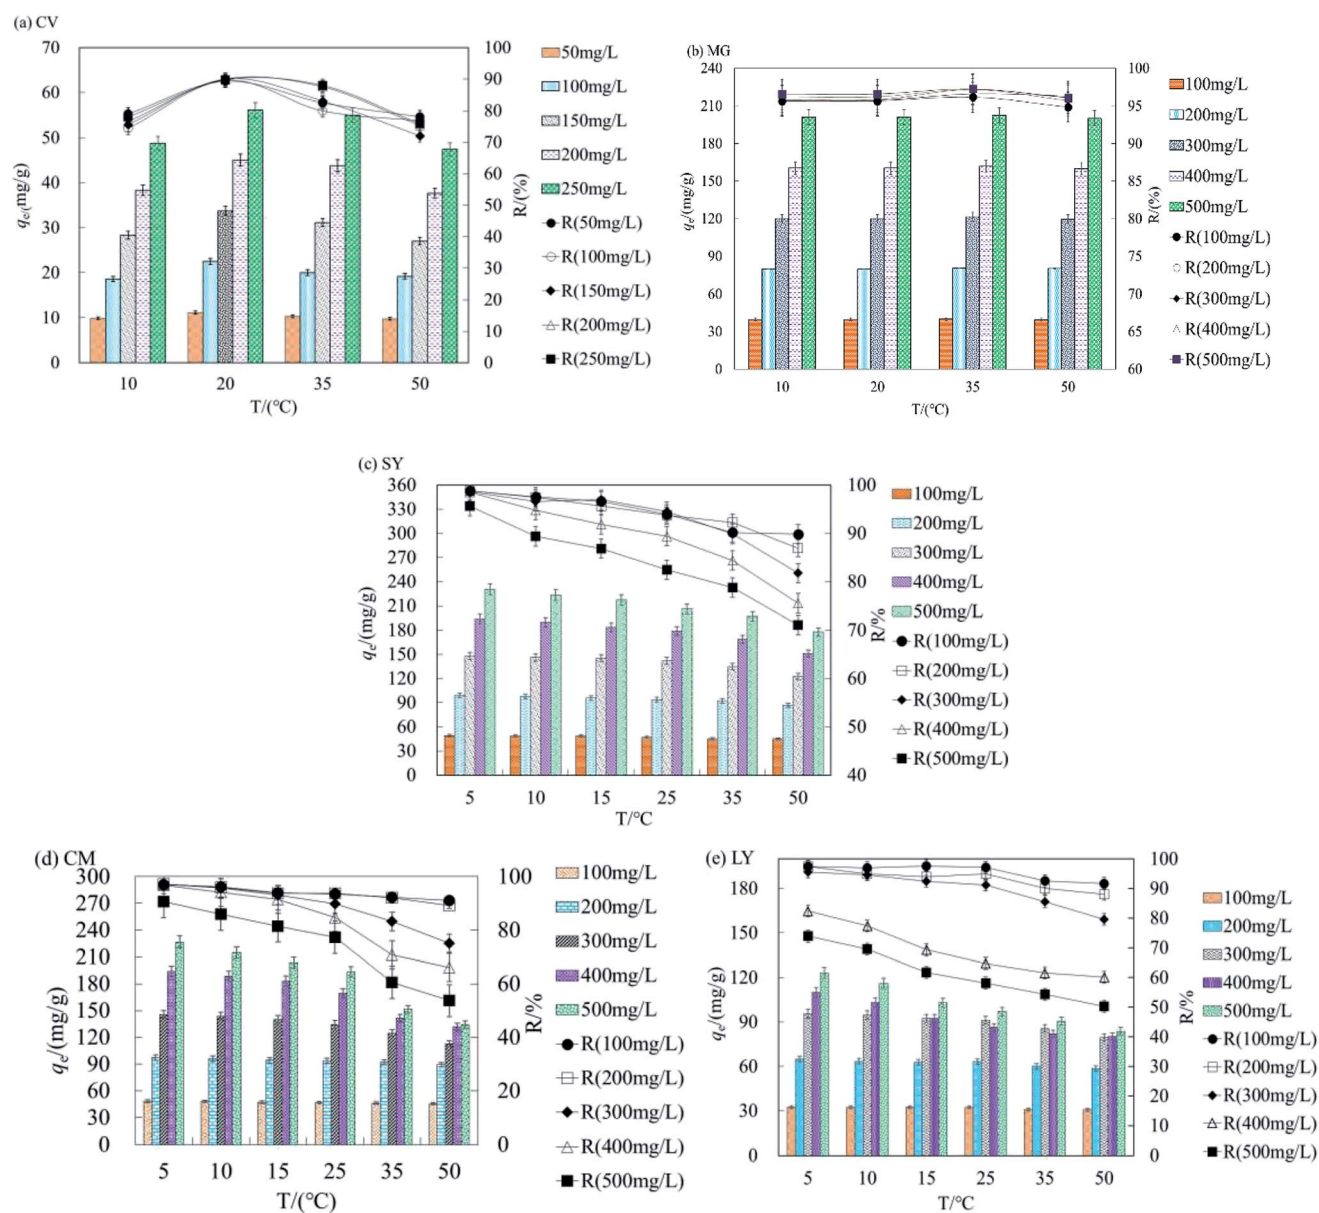 (a) CV
70
60
50
40
30
20
10
0
qe/(mg/g)
100
90
80
70
60
50
40
30
20
10
0
R/(%)
10 20 35 50
T/(°C)
50mg/L
100mg/L
150mg/L
200mg/L
250mg/L
R(50mg/L)
R(100mg/L)
R(150mg/L)
R(200mg/L)
R(250mg/L)
(b) MG
240
210
180
150
120
90
60
30
0
qe/(mg/g)
100
95
90
85
80
75
70
65
60
R/(%)
10 20 35 50
T/(°C)
100mg/L
200mg/L
300mg/L
400mg/L
500mg/L
R(100mg/L)
R(200mg/L)
R(300mg/L)
R(400mg/L)
R(500mg/L)
(c) SY
360
330
300
270
240
210
180
150
120
90
60
30
0
qe/(mg/g)
100
90
80
70
60
50
40
R/%
5 10 15 25 35 50
T/°C
100mg/L
200mg/L
300mg/L
400mg/L
500mg/L
R(100mg/L)
R(200mg/L)
R(300mg/L)
R(400mg/L)
R(500mg/L)
(d) CM
300
270
240
210
180
150
120
90
60
30
0
qe/(mg/g)
100
80
60
40
20
0
R/%
5 10 15 25 35 50
T/(°C)
100mg/L
200mg/L
300mg/L
400mg/L
500mg/L
R(100mg/L)
R(200mg/L)
R(300mg/L)
R(400mg/L)
R(500mg/L)
(e) LY
180
150
120
90
60
30
0
qe/(mg/g)
100
90
80
70
60
50
40
30
20
10
0
R/%
5 10 15 25 35 50
T/°C
100mg/L
200mg/L
300mg/L
400mg/L
500mg/L
R(100mg/L)
R(200mg/L)
R(300mg/L)
R(400mg/L)
R(500mg/L)